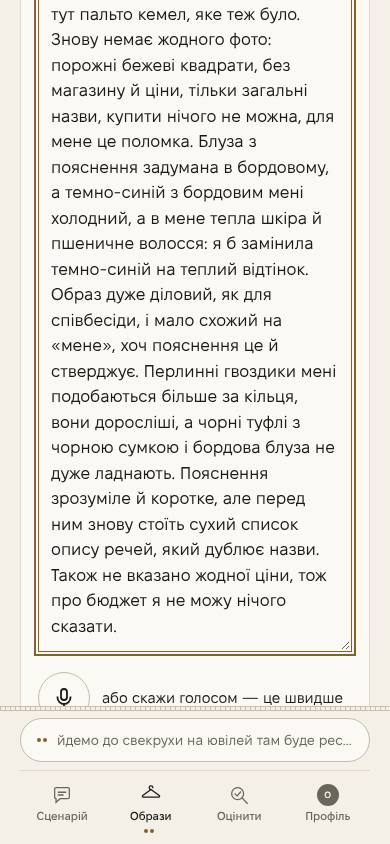 тут пальто кемел, яке теж було.
Знову немає жодного фото:
порожні бежеві квадрати, без
магазину й ціни, тільки загальні
назви, купити нічого не можна, для
мене це поломка. Блуза з
пояснення задумана в бордовому,
а темно-синій з бордовим мені
холодний, а в мене тепла шкіра й
пшеничне волосся: я б замінила
темно-синій на теплий відтінок.
Образ дуже діловий, як для
співбесіди, і мало схожий на
«мене», хоч пояснення це й
стверджує. Перлинні гвоздики мені
подобаються більше за кільця,
вони доросліші, а чорні туфлі з
чорною сумкою і бордова блуза не
дуже ладнають. Пояснення
зрозуміле й коротке, але перед
ним знову стоїть сухий список
опису речей, який дублює назви.
Також не вказано жодної ціни, тож
про бюджет я не можу нічого
сказати.
або скажи голосом — це швидше
йдемо до свекрухи на ювілей там буде рес...
Сценарій
Образи
Оцінити
О
Профіль